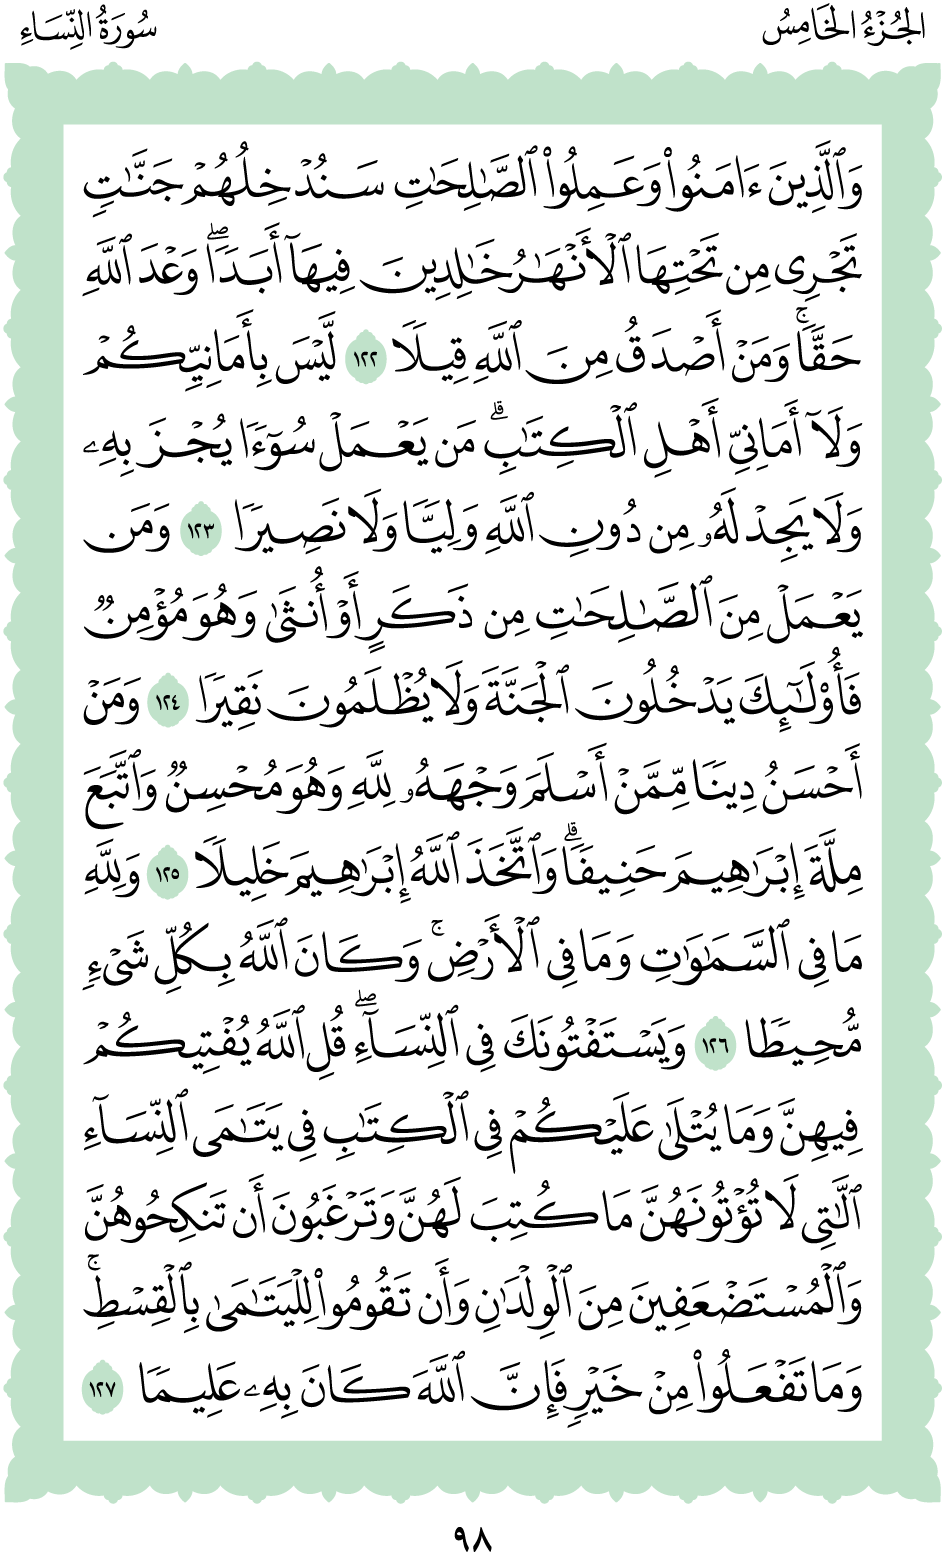 الجُزْءُ الخَامِسُ
سُورَةُ النِّسَاءِ
وَٱلَّذِينَ ءَامَنُوا۟ وَعَمِلُوا۟ ٱلصَّٰلِحَٰتِ سَنُدْخِلُهُمْ جَنَّٰتٍ
تَجْرِى مِن تَحْتِهَا ٱلْأَنْهَٰرُ خَٰلِدِينَ فِيهَآ أَبَدًا ۖ وَعْدَ ٱللَّهِ
حَقًّا ۚ وَمَنْ أَصْدَقُ مِنَ ٱللَّهِ قِيلًا ١٢٢ لَّيْسَ بِأَمَانِيِّكُمْ
وَلَآ أَمَانِىِّ أَهْلِ ٱلْكِتَٰبِ ۗ مَن يَعْمَلْ سُوٓءًا يُجْزَ بِهِۦ
وَلَا يَجِدْ لَهُۥ مِن دُونِ ٱللَّهِ وَلِيًّا وَلَا نَصِيرًا ١٢٣ وَمَن
يَعْمَلْ مِنَ ٱلصَّٰلِحَٰتِ مِن ذَكَرٍ أَوْ أُنثَىٰ وَهُوَ مُؤْمِنٌ
فَأُو۟لَٰٓئِكَ يَدْخُلُونَ ٱلْجَنَّةَ وَلَا يُظْلَمُونَ نَقِيرًا ١٢٤ وَمَنْ
أَحْسَنُ دِينًا مِّمَّنْ أَسْلَمَ وَجْهَهُۥ لِلَّهِ وَهُوَ مُحْسِنٌ وَٱتَّبَعَ
مِلَّةَ إِبْرَٰهِيمَ حَنِيفًا ۗ وَٱتَّخَذَ ٱللَّهُ إِبْرَٰهِيمَ خَلِيلًا ١٢٥ وَلِلَّهِ
مَا فِى ٱلسَّمَٰوَٰتِ وَمَا فِى ٱلْأَرْضِ ۚ وَكَانَ ٱللَّهُ بِكُلِّ شَىْءٍ
مُّحِيطًا ١٢٦ وَيَسْتَفْتُونَكَ فِى ٱلنِّسَآءِ ۖ قُلِ ٱللَّهُ يُفْتِيكُمْ
فِيهِنَّ وَمَا يُتْلَىٰ عَلَيْكُمْ فِى ٱلْكِتَٰبِ فِى يَتَٰمَى ٱلنِّسَآءِ
ٱلَّٰتِى لَا تُؤْتُونَهُنَّ مَا كُتِبَ لَهُنَّ وَتَرْغَبُونَ أَن تَنكِحُوهُنَّ
وَٱلْمُسْتَضْعَفِينَ مِنَ ٱلْوِلْدَٰنِ وَأَن تَقُومُوا۟ لِلْيَتَٰمَىٰ بِٱلْقِسْطِ ۚ
وَمَا تَفْعَلُوا۟ مِنْ خَيْرٍ فَإِنَّ ٱللَّهَ كَانَ بِهِۦ عَلِيمًا ١٢٧
٩٨